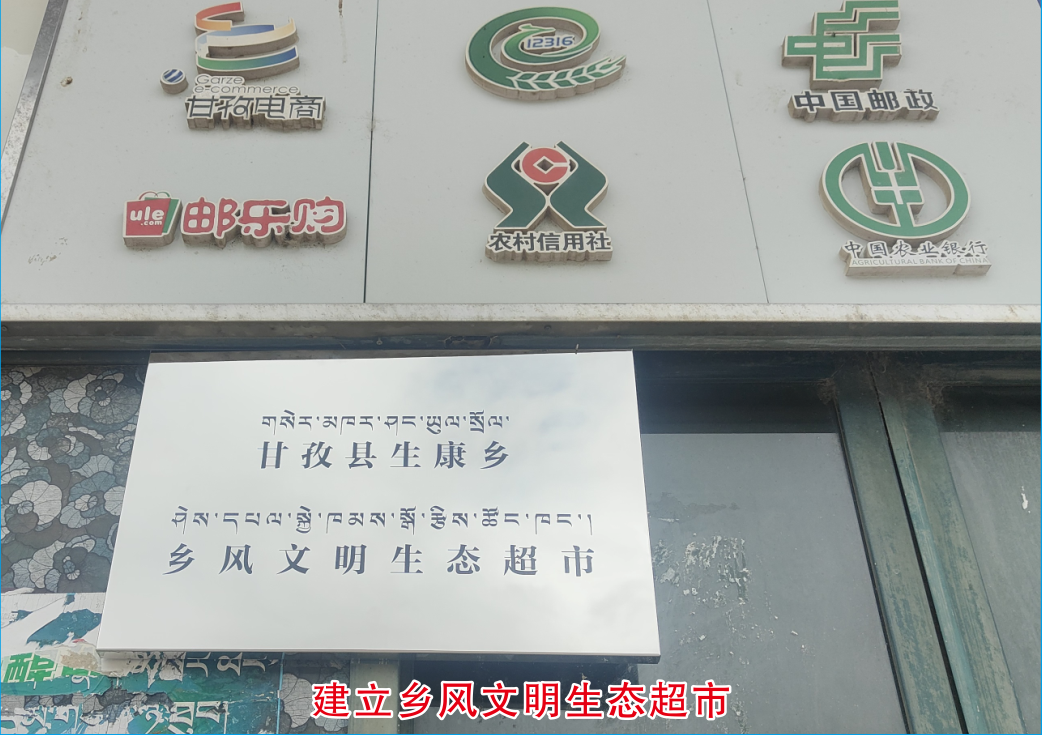 Garze
e-commerce
甘孜电商
12316
中国邮政
ule
.com
邮乐购
农村信用社
中国农业银行
AGRICULTURAL BANK OF CHINA
གསེར་མཁར་ཤང་ཡུལ་སྲོལ་
甘孜县生康乡
ཤེས་དཔལ་སྐྱེ་ཁམས་སྒོ་རྩིས་ཚོང་ཁང་།
乡风文明生态超市
醒
建立乡风文明生态超市